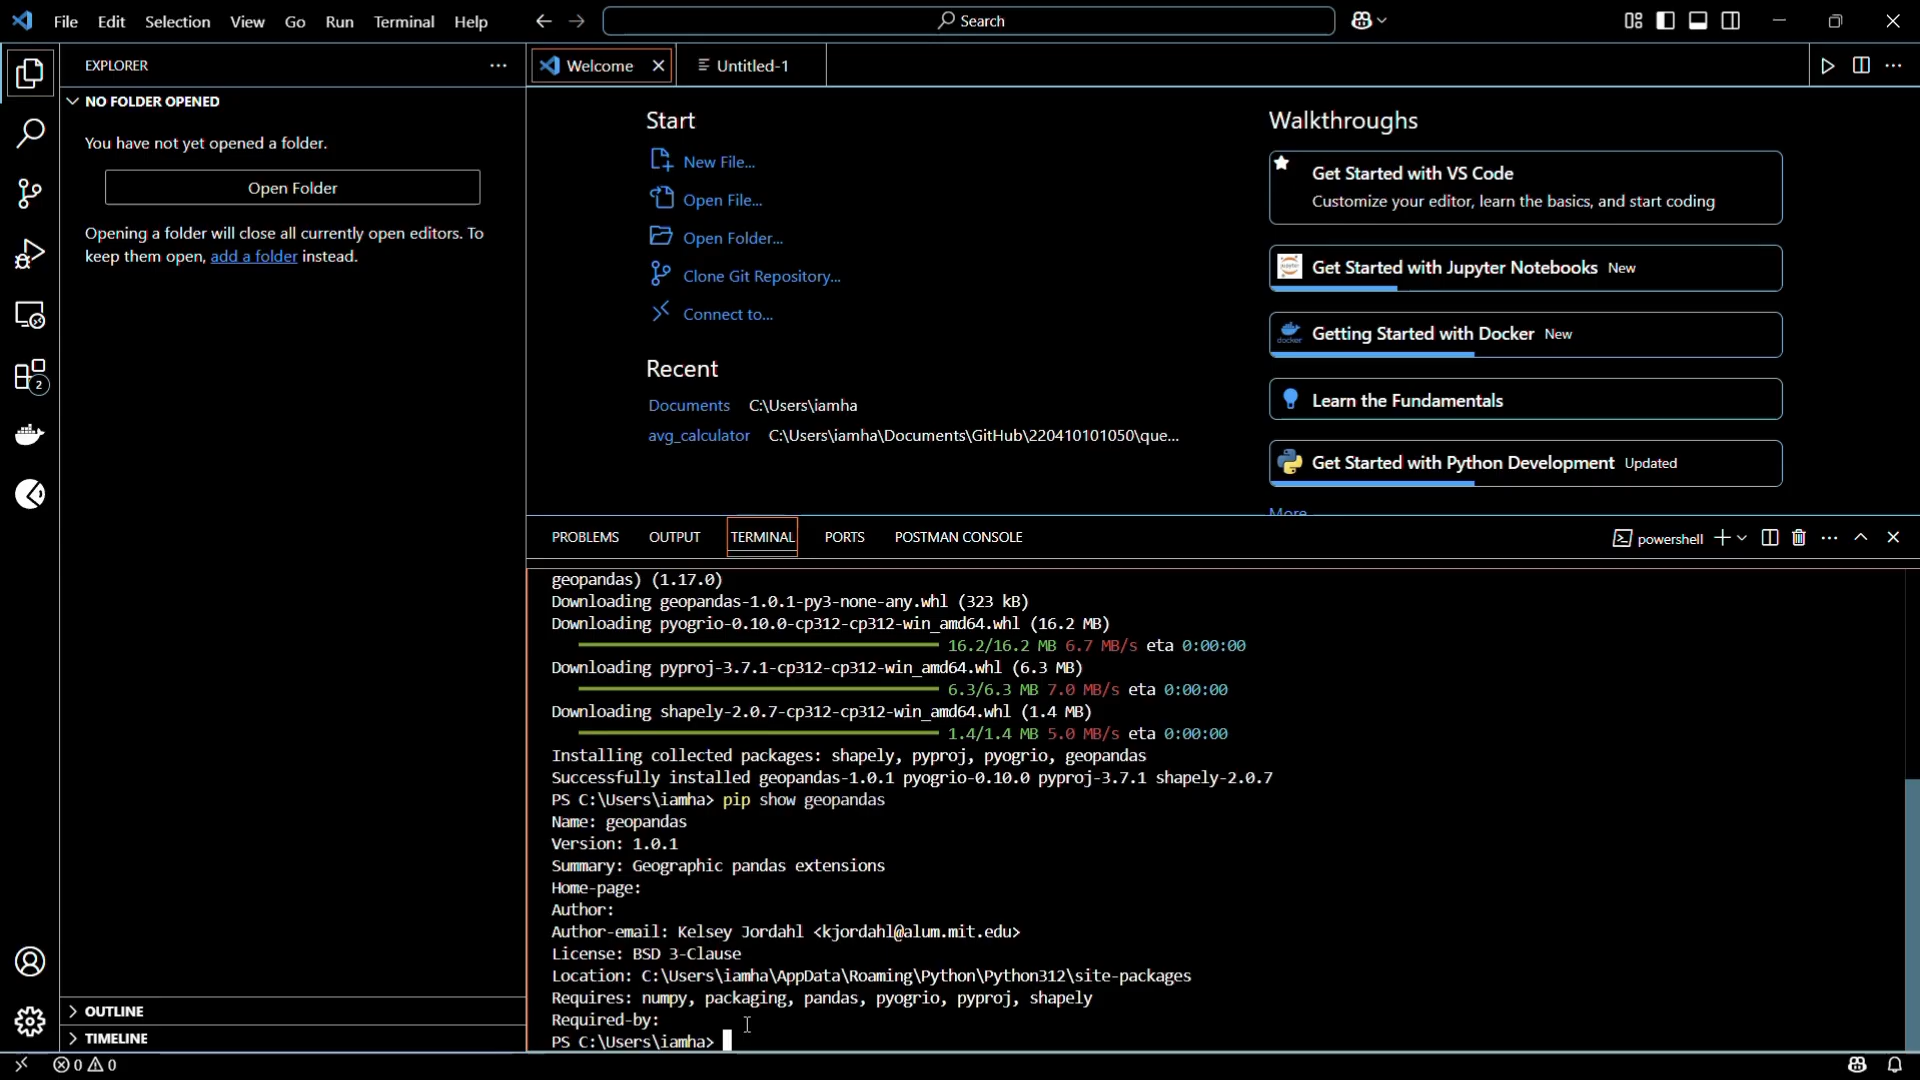 File Edit Selection View Go Run Terminal Help
Search
EXPLORER
NO FOLDER OPENED
You have not yet opened a folder.
Open Folder
Opening a folder will close all currently open editors. To
keep them open, add a folder instead.
2
OUTLINE
TIMELINE
Welcome
Untitled-1
Start
New File...
Open File...
Open Folder...
Clone Git Repository...
Connect to...
Recent
Documents C:\Users\iamha
avg_calculator C:\Users\iamha\Documents\GitHub\220410101050\que...
Walkthroughs
Get Started with VS Code
Customize your editor, learn the basics, and start coding
Get Started with Jupyter Notebooks New
docker
Getting Started with Docker New
Learn the Fundamentals
Get Started with Python Development Updated
More
PROBLEMS OUTPUT TERMINAL PORTS POSTMAN CONSOLE
powershell
geopandas) (1.17.0)
Downloading geopandas-1.0.1-py3-none-any.whl (323 kB)
Downloading pyogrio-0.10.0-cp312-cp312-win_amd64.whl (16.2 MB)
16.2/16.2 MB 6.7 MB/s eta 0:00:00
Downloading pyproj-3.7.1-cp312-cp312-win_amd64.whl (6.3 MB)
6.3/6.3 MB 7.0 MB/s eta 0:00:00
Downloading shapely-2.0.7-cp312-cp312-win_amd64.whl (1.4 MB)
1.4/1.4 MB 5.0 MB/s eta 0:00:00
Installing collected packages: shapely, pyproj, pyogrio, geopandas
Successfully installed geopandas-1.0.1 pyogrio-0.10.0 pyproj-3.7.1 shapely-2.0.7
PS C:\Users\iamha> pip show geopandas
Name: geopandas
Version: 1.0.1
Summary: Geographic pandas extensions
Home-page:
Author:
Author-email: Kelsey Jordahl <kjordahl@alum.mit.edu>
License: BSD 3-Clause
Location: C:\Users\iamha\AppData\Roaming\Python\Python312\site-packages
Requires: numpy, packaging, pandas, pyogrio, pyproj, shapely
Required-by:
PS C:\Users\iamha>
0 0